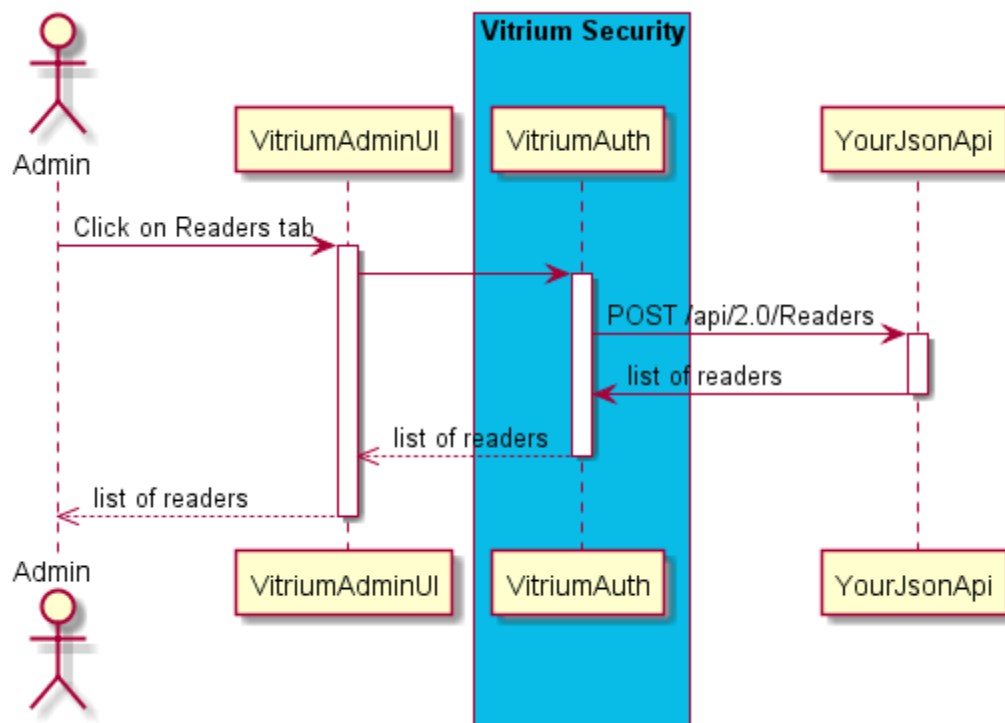 Vitrium Security
Admin
VitriumAdminUI
VitriumAuth
YourJsonApi
Click on Readers tab
POST /api/2.0/Readers
list of readers
list of readers
list of readers
Admin
VitriumAdminUI
VitriumAuth
YourJsonApi